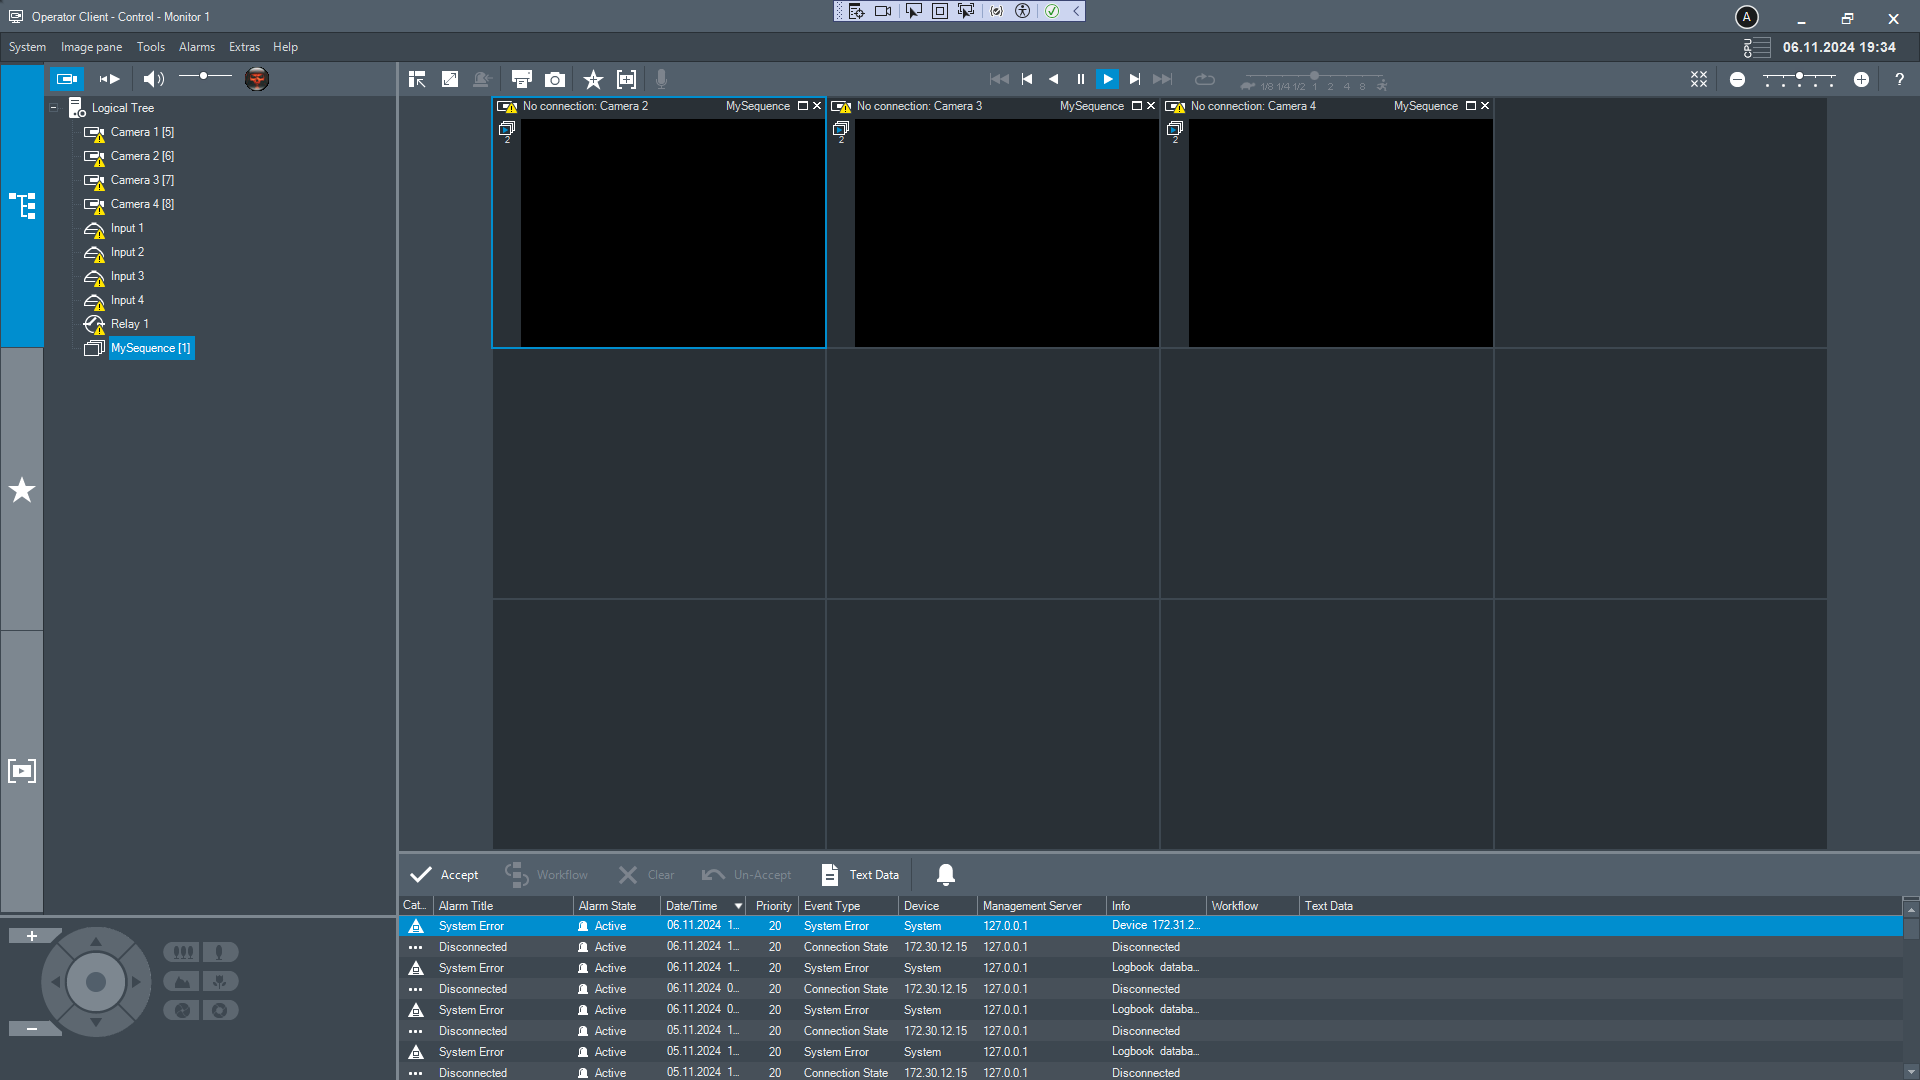 Operator Client - Control - Monitor 1
A
System Image pane Tools Alarms Extras Help
CPU 06.11.2024 19:34
1/8 1/4 1/2 1 2 4 8
?
Logical Tree
Camera 1 [5]
Camera 2 [6]
Camera 3 [7]
Camera 4 [8]
Input 1
Input 2
Input 3
Input 4
Relay 1
MySequence [1]
No connection: Camera 2 MySequence
2
No connection: Camera 3 MySequence
2
No connection: Camera 4 MySequence
2
Accept Workflow Clear Un-Accept Text Data
Cat... Alarm Title Alarm State Date/Time Priority Event Type Device Management Server Info Workflow Text Data
System Error Active 06.11.2024 1... 20 System Error System 127.0.0.1 Device 172.31.2...
Disconnected Active 06.11.2024 1... 20 Connection State 172.30.12.15 127.0.0.1 Disconnected
System Error Active 06.11.2024 1... 20 System Error System 127.0.0.1 Logbook databa...
Disconnected Active 06.11.2024 0... 20 Connection State 172.30.12.15 127.0.0.1 Disconnected
System Error Active 06.11.2024 0... 20 System Error System 127.0.0.1 Logbook databa...
Disconnected Active 05.11.2024 1... 20 Connection State 172.30.12.15 127.0.0.1 Disconnected
System Error Active 05.11.2024 1... 20 System Error System 127.0.0.1 Logbook databa...
Disconnected Active 05.11.2024 1... 20 Connection State 172.30.12.15 127.0.0.1 Disconnected